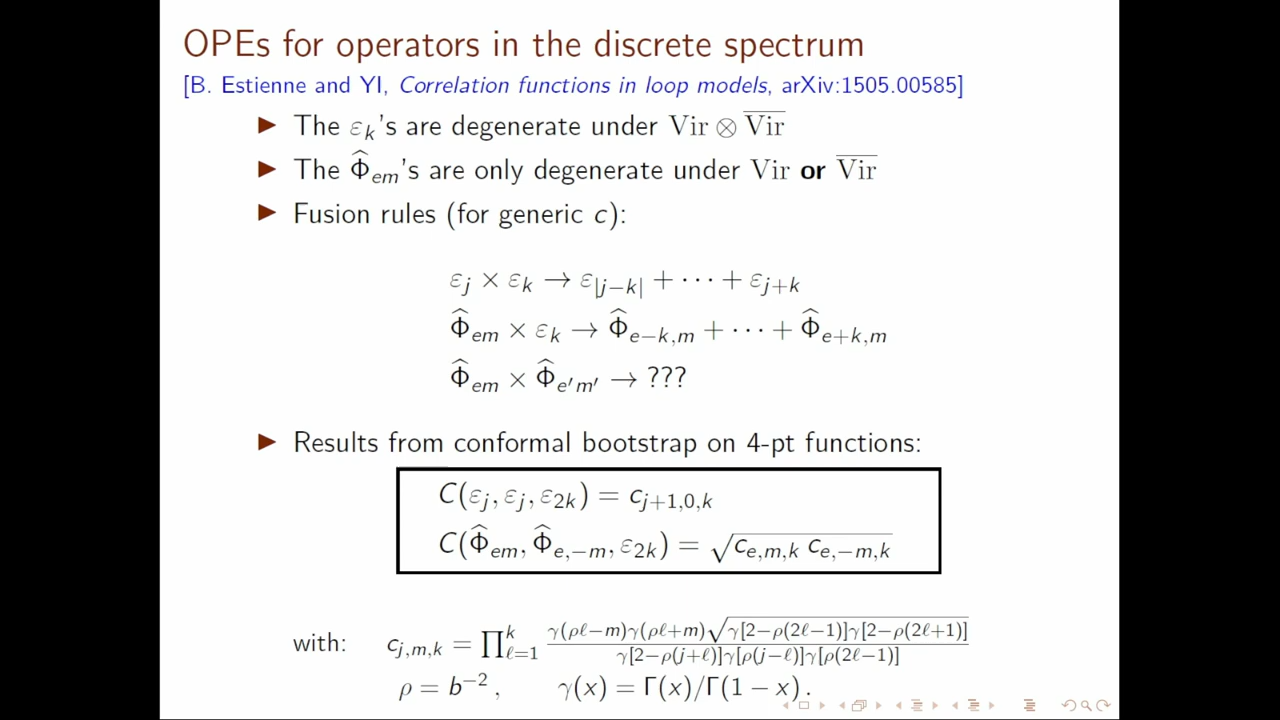 OPEs for operators in the discrete spectrum
[B. Estienne and YI, Correlation functions in loop models, arXiv:1505.00585]
▶ The ε_k's are degenerate under Vir ⊗ \overline{Vir}
▶ The \hat{Φ}_{em}'s are only degenerate under Vir or \overline{Vir}
▶ Fusion rules (for generic c):
ε_j × ε_k → ε_{|j−k|} + ⋯ + ε_{j+k}
\hat{Φ}_{em} × ε_k → \hat{Φ}_{e−k,m} + ⋯ + \hat{Φ}_{e+k,m}
\hat{Φ}_{em} × \hat{Φ}_{e′m′} → ???
▶ Results from conformal bootstrap on 4-pt functions:
C(ε_j, ε_j, ε_{2k}) = c_{j+1,0,k}
C(\hat{Φ}_{em}, \hat{Φ}_{e,−m}, ε_{2k}) = \sqrt{c_{e,m,k} c_{e,−m,k}}
with: c_{j,m,k} = ∏_{ℓ=1}^{k} \frac{γ(ρℓ−m)γ(ρℓ+m)\sqrt{γ[2−ρ(2ℓ−1)]γ[2−ρ(2ℓ+1)]}}{γ[2−ρ(j+ℓ)]γ[ρ(j−ℓ)]γ[ρ(2ℓ−1)]}
ρ = b^{−2}, γ(x) = Γ(x)/Γ(1 − x).